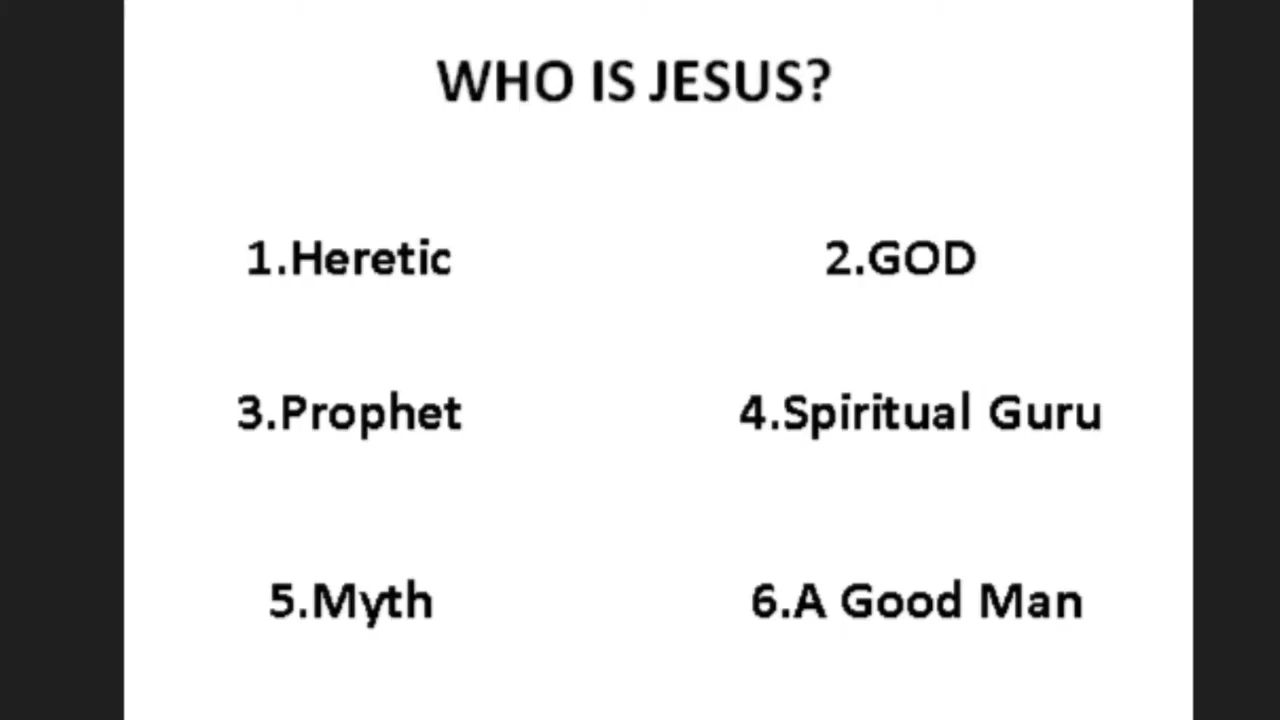 WHO IS JESUS?
1.Heretic 2.GOD
3.Prophet 4.Spiritual Guru
5.Myth 6.A Good Man